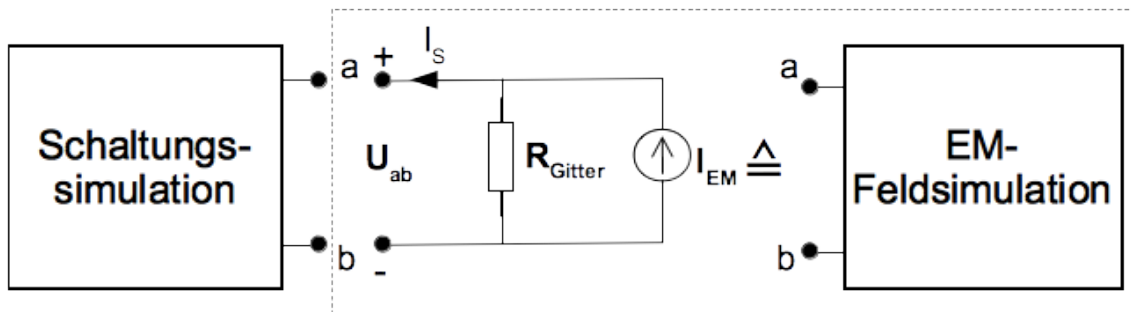 Schaltungs-
simulation
a
b
+
-
I_S
U_ab
R_Gitter
I_EM ≙
a
b
EM-
Feldsimulation